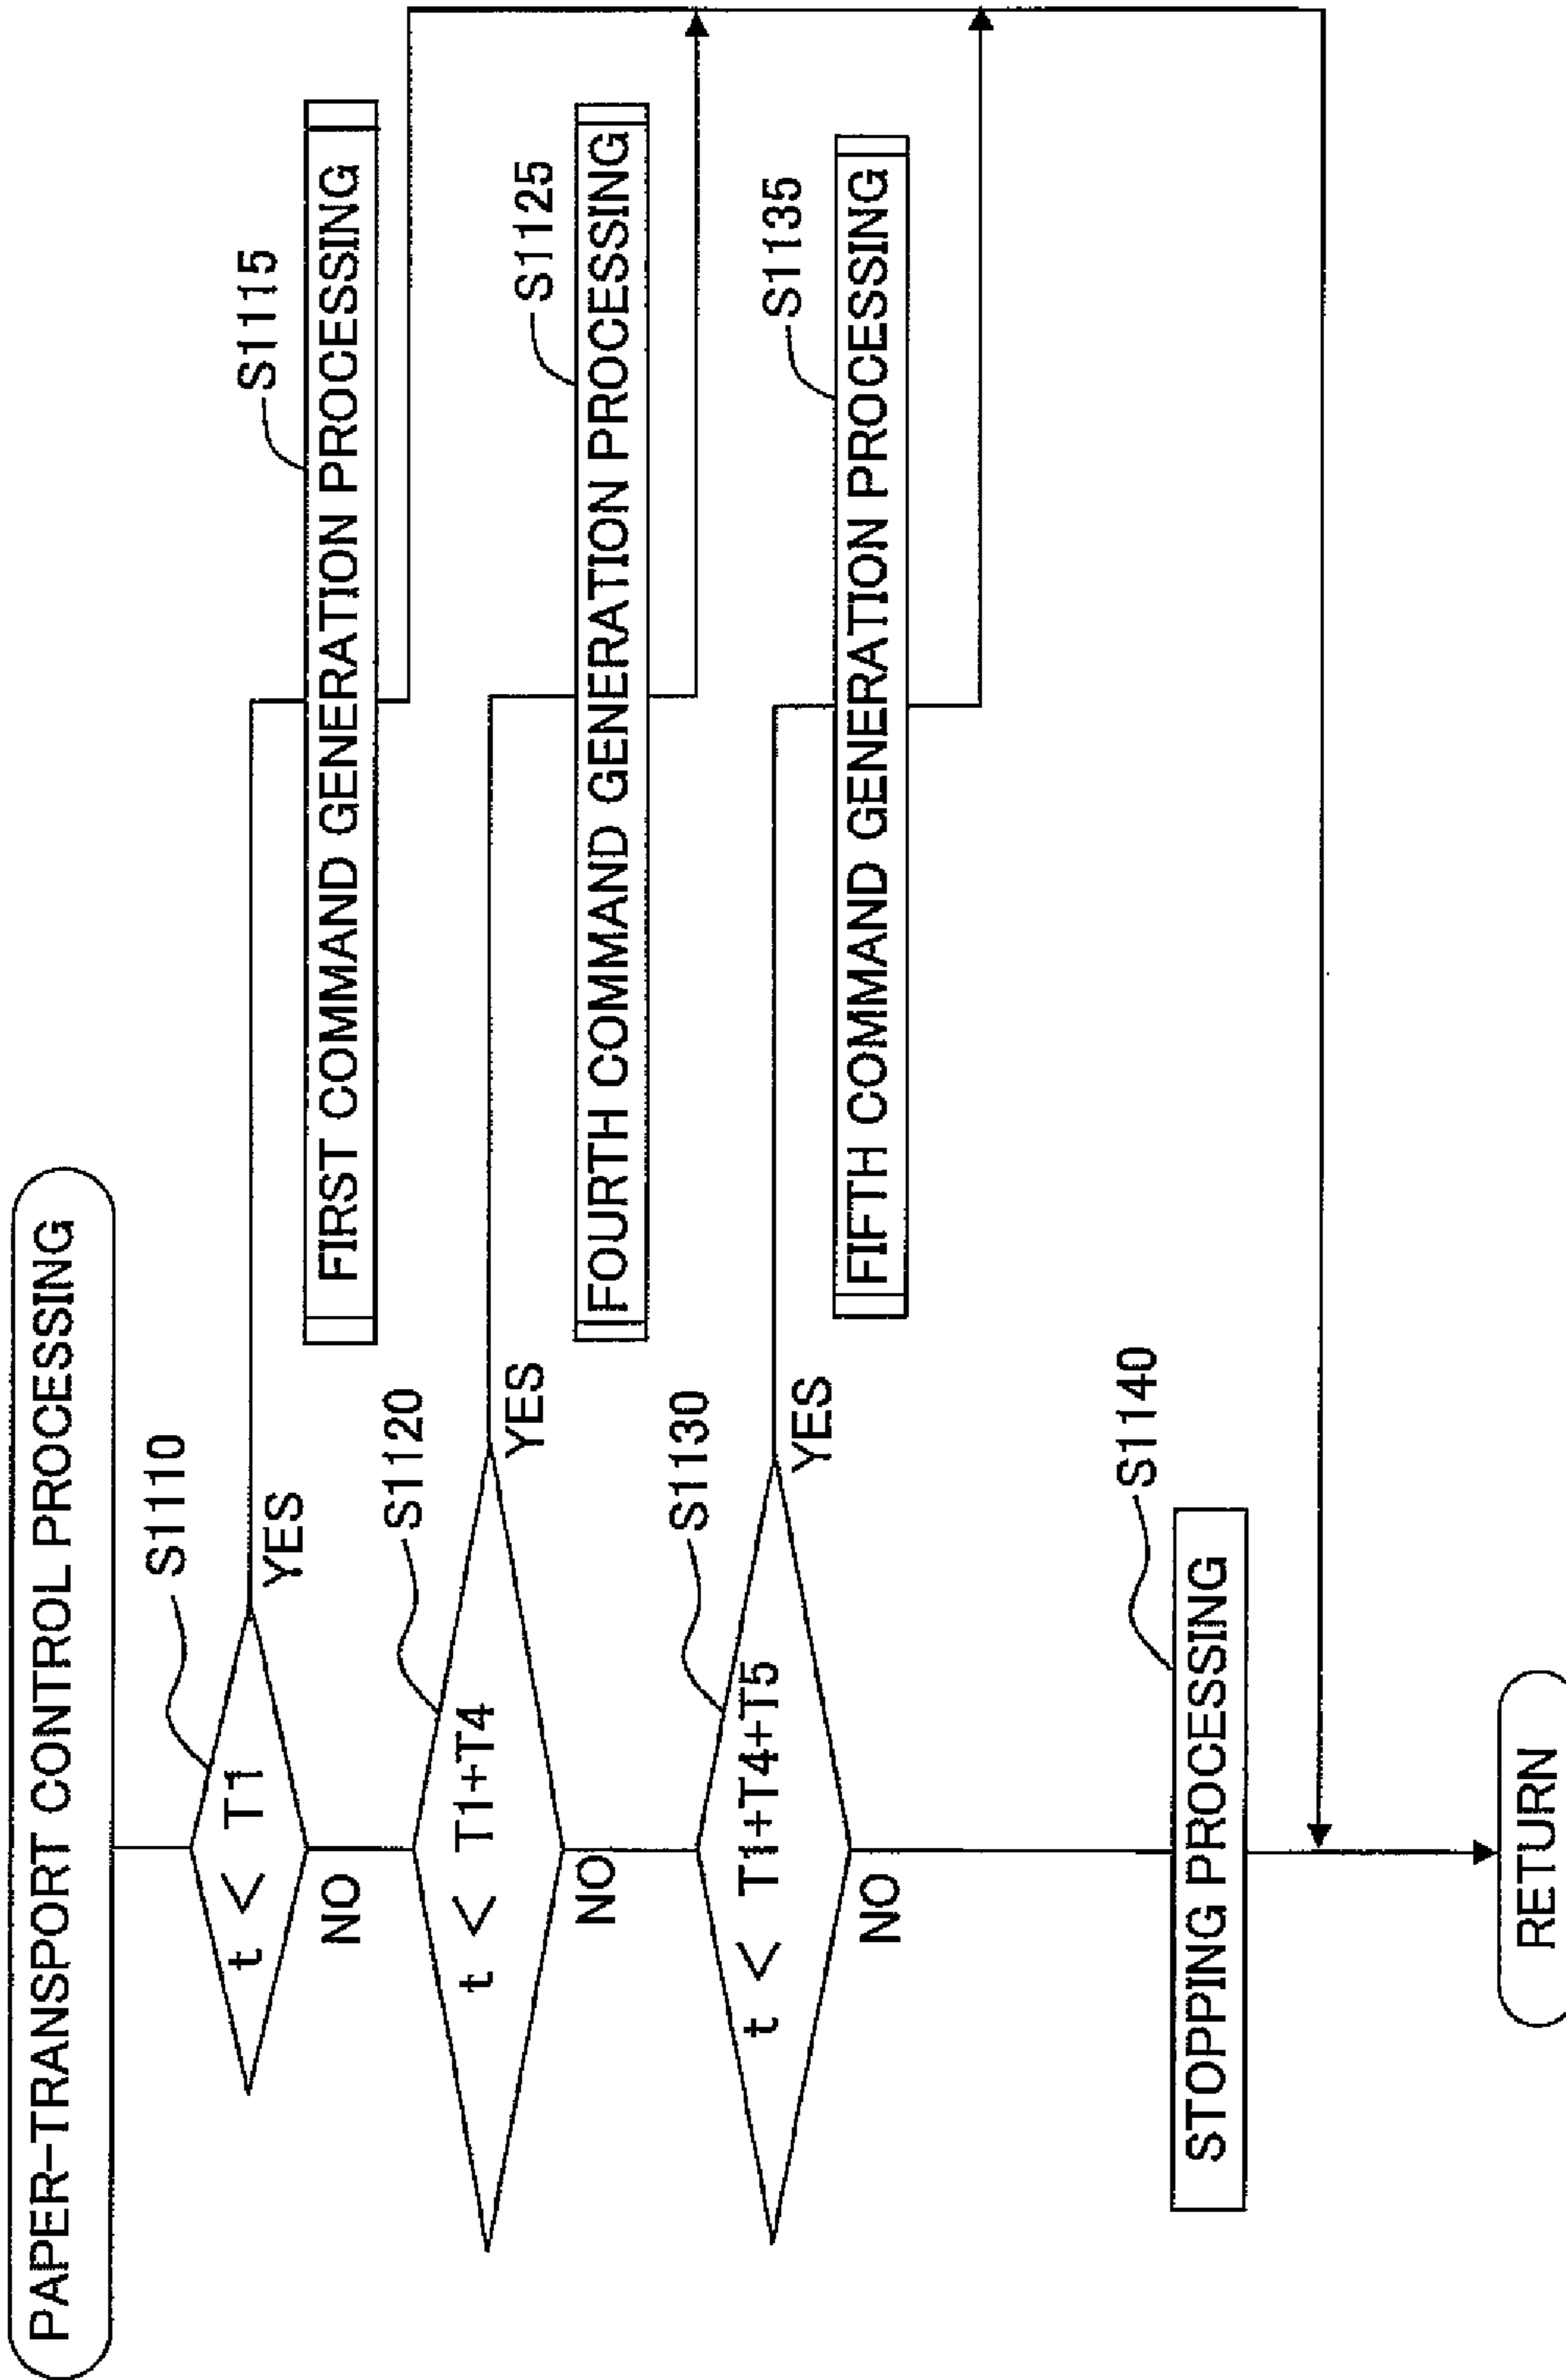 PAPER-TRANSPORT CONTROL PROCESSING
S1110
t < T1
YES
NO
S1115
FIRST COMMAND GENERATION PROCESSING
S1120
t < T1+T4
YES
NO
S1125
FOURTH COMMAND GENERATION PROCESSING
S1130
t < T1+T4+T5
YES
NO
S1135
FIFTH COMMAND GENERATION PROCESSING
S1140
STOPPING PROCESSING
RETURN